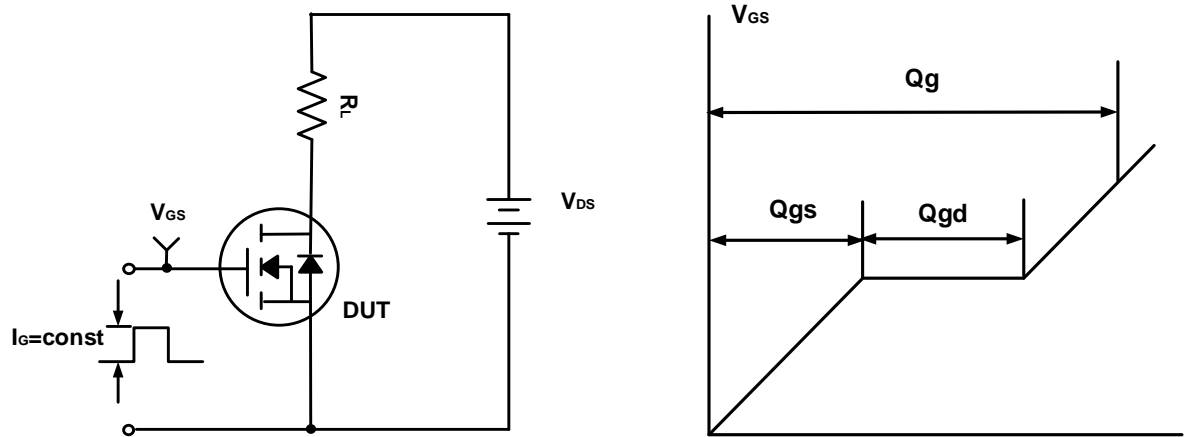 RL
VGS
VDS
DUT
IG=const
VGS
Qg
Qgs
Qgd